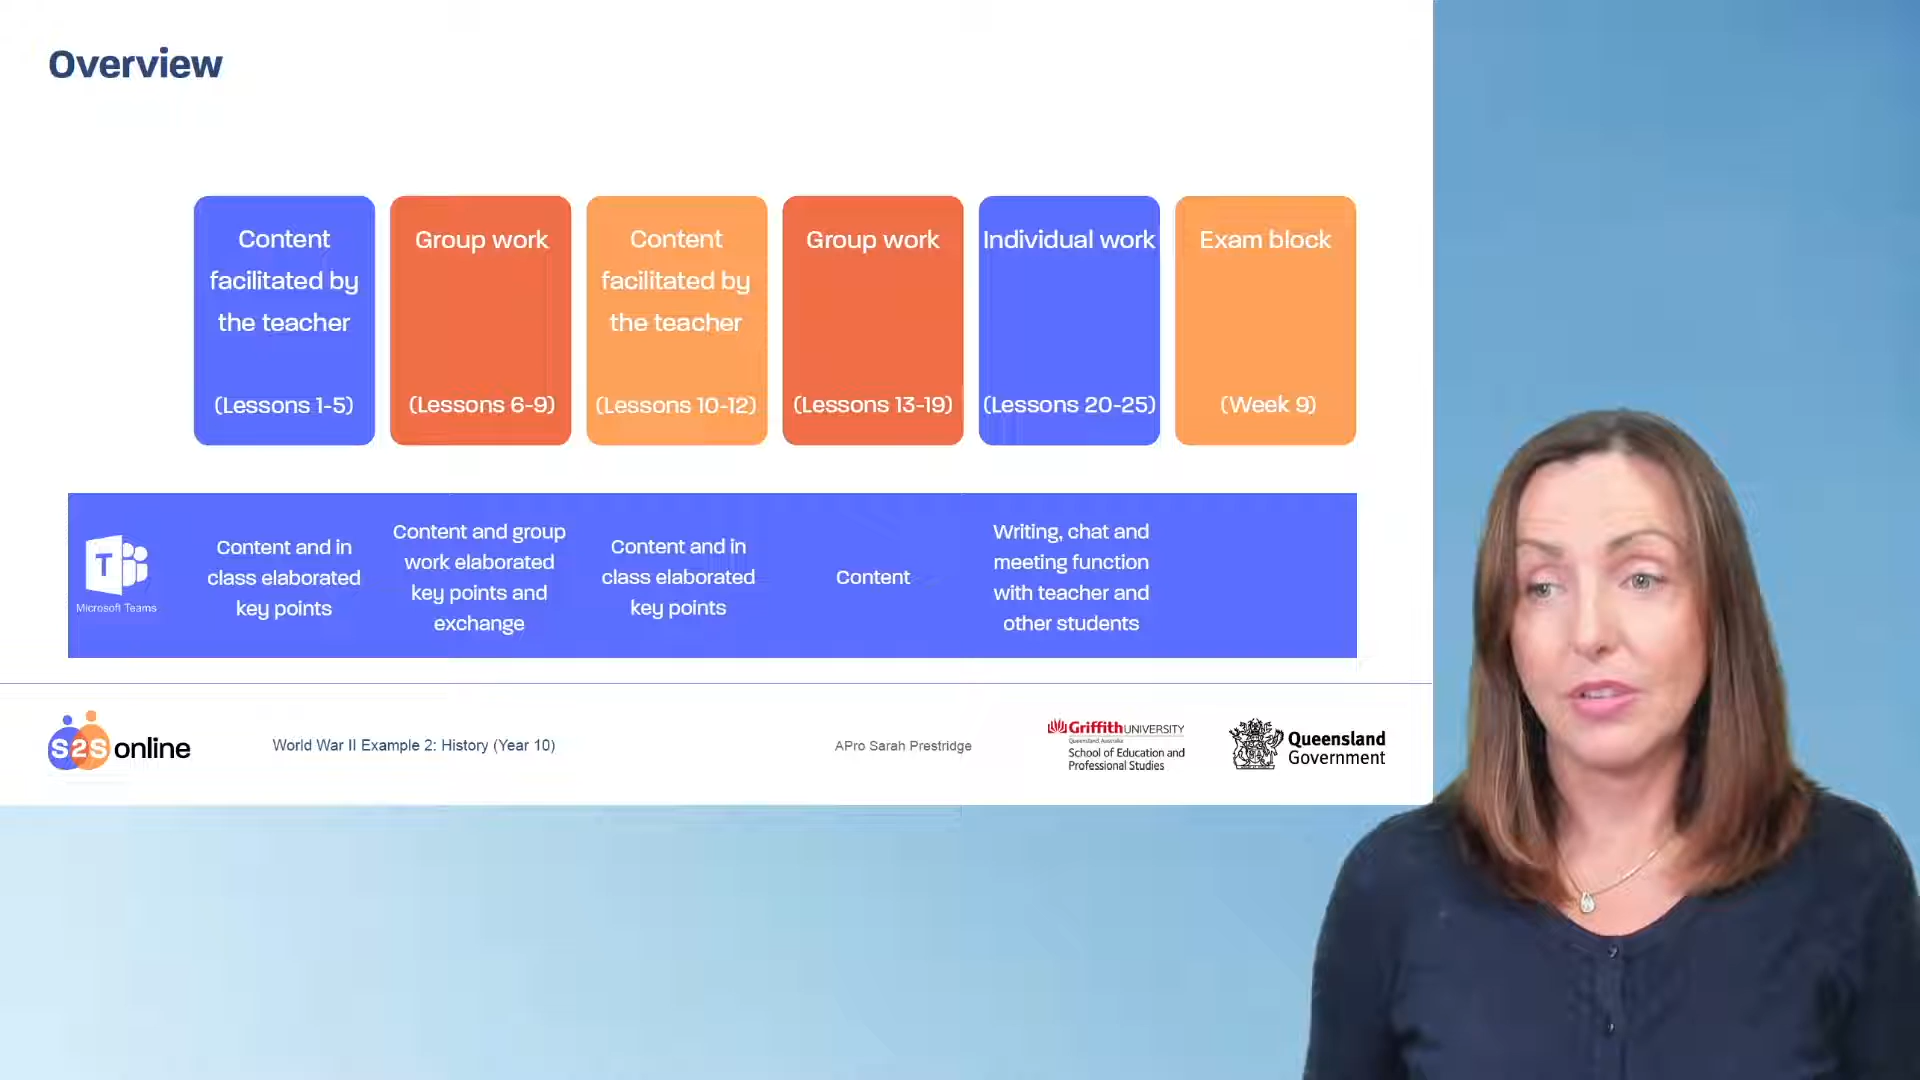 Overview
Content
facilitated by
the teacher
(Lessons 1-5)
Group work
(Lessons 6-9)
Content
facilitated by
the teacher
(Lessons 10-12)
Group work
(Lessons 13-19)
Individual work
(Lessons 20-25)
Exam block
(Week 9)
T
Microsoft Teams
Content and in
class elaborated
key points
Content and group
work elaborated
key points and
exchange
Content and in
class elaborated
key points
Content
Writing, chat and
meeting function
with teacher and
other students
S2S online
World War II Example 2: History (Year 10)
APro Sarah Prestridge
Griffith UNIVERSITY
Queensland, Australia
School of Education and
Professional Studies
Queensland
Government